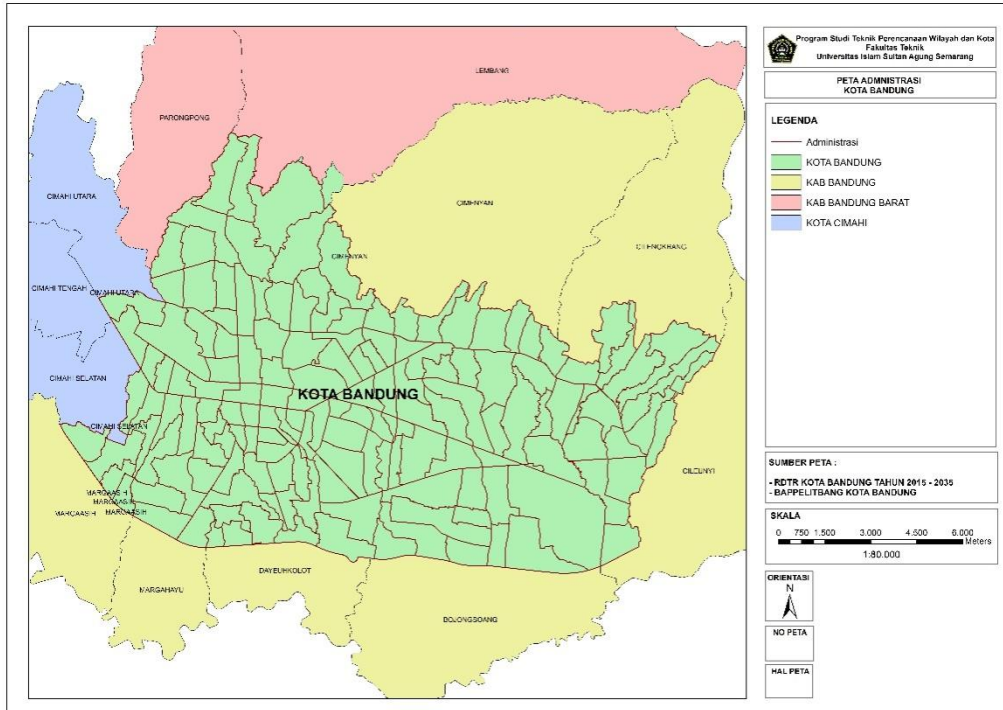 LEMBANG
PARONGPONG
CIMAHI UTARA
CIMENYAN
CILENGKRANG
CIMENYAN
CIMAHI TENGAH
CIMAHI UTARA
CIMAHI SELATAN
KOTA BANDUNG
CIMAHI SELATAN
CILEUNYI
MARGAASIH
MARGAASIH
MARGAASIH
MARGAASIH
DAYEUHKOLOT
MARGAHAYU
BOJONGSOANG
Program Studi Teknik Perencanaan Wilayah dan Kota
Fakultas Teknik
Universitas Islam Sultan Agung Semarang
PETA ADMNISTRASI
KOTA BANDUNG
LEGENDA
Administrasi
KOTA BANDUNG
KAB BANDUNG
KAB BANDUNG BARAT
KOTA CIMAHI
SUMBER PETA :
- RDTR KOTA BANDUNG TAHUN 2015 - 2035
- BAPPELITBANG KOTA BANDUNG
SKALA
0 750 1.500 3.000 4.500 6.000
Meters
1:80.000
ORIENTASI
N
NO PETA
HAL PETA